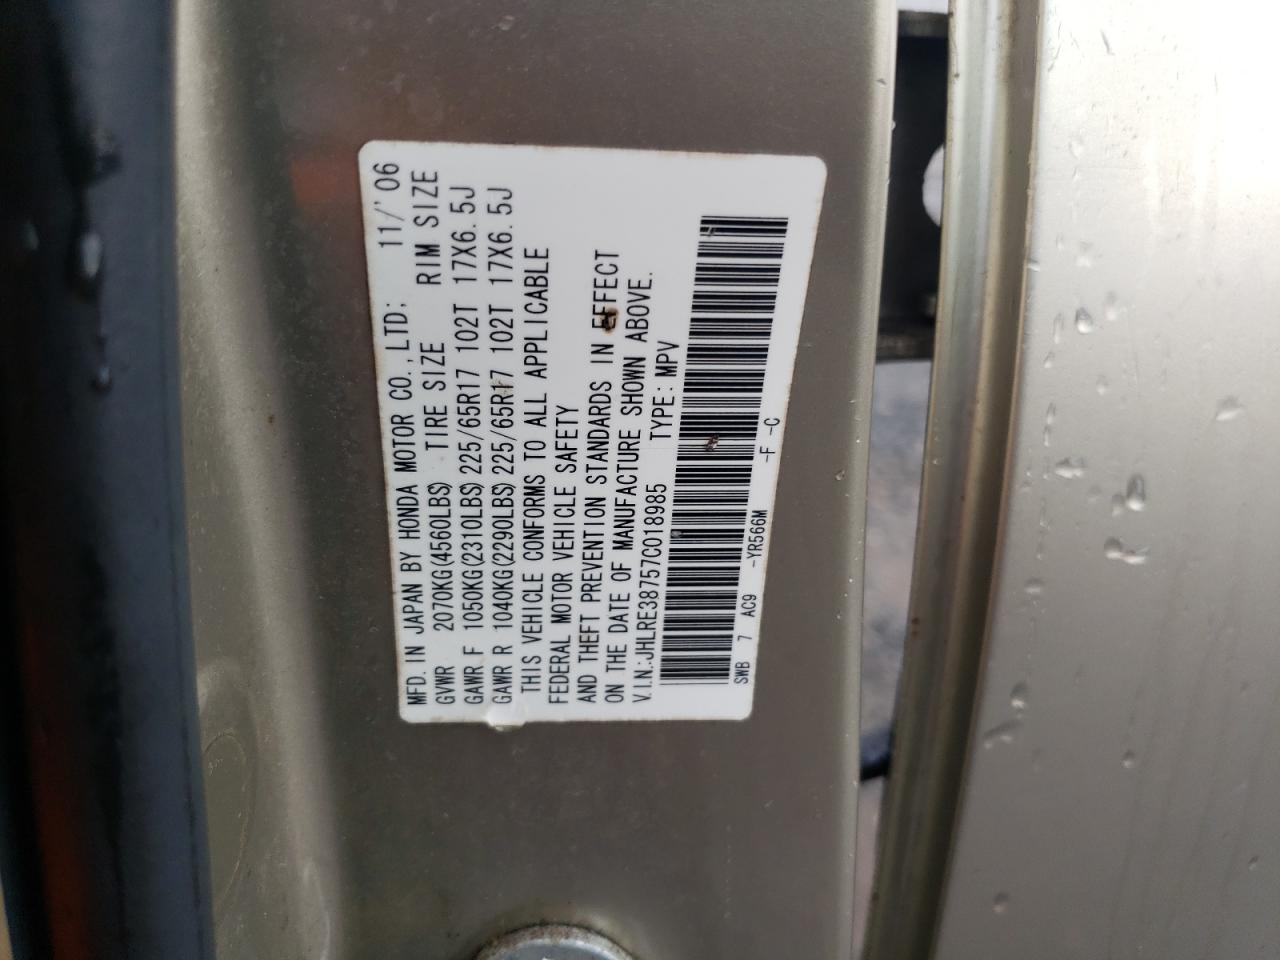 MFD. IN JAPAN BY HONDA MOTOR CO., LTD: 11/'06
GVWR 2070KG(4560LBS) TIRE SIZE RIM SIZE
GAWR F 1050KG(2310LBS) 225/65R17 102T 17X6.5J
GAWR R 1040KG(2290LBS) 225/65R17 102T 17X6.5J
THIS VEHICLE CONFORMS TO ALL APPLICABLE
FEDERAL MOTOR VEHICLE SAFETY
AND THEFT PREVENTION STANDARDS IN EFFECT
ON THE DATE OF MANUFACTURE SHOWN ABOVE.
V.I.N.:JHLRE38757C018985 TYPE: MPV
SWB 7 AC9 -YR566M -F -C